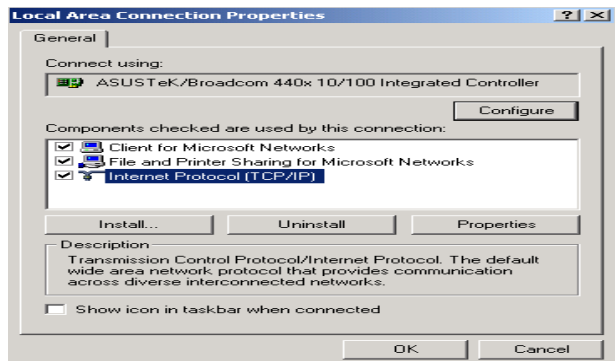 Local Area Connection Properties
General
Connect using:
ASUSTeK/Broadcom 440x 10/100 Integrated Controller
Configure
Components checked are used by this connection:
Client for Microsoft Networks
File and Printer Sharing for Microsoft Networks
Internet Protocol (TCP/IP)
Install... Uninstall Properties
Description
Transmission Control Protocol/Internet Protocol. The default
wide area network protocol that provides communication
across diverse interconnected networks.
Show icon in taskbar when connected
OK Cancel